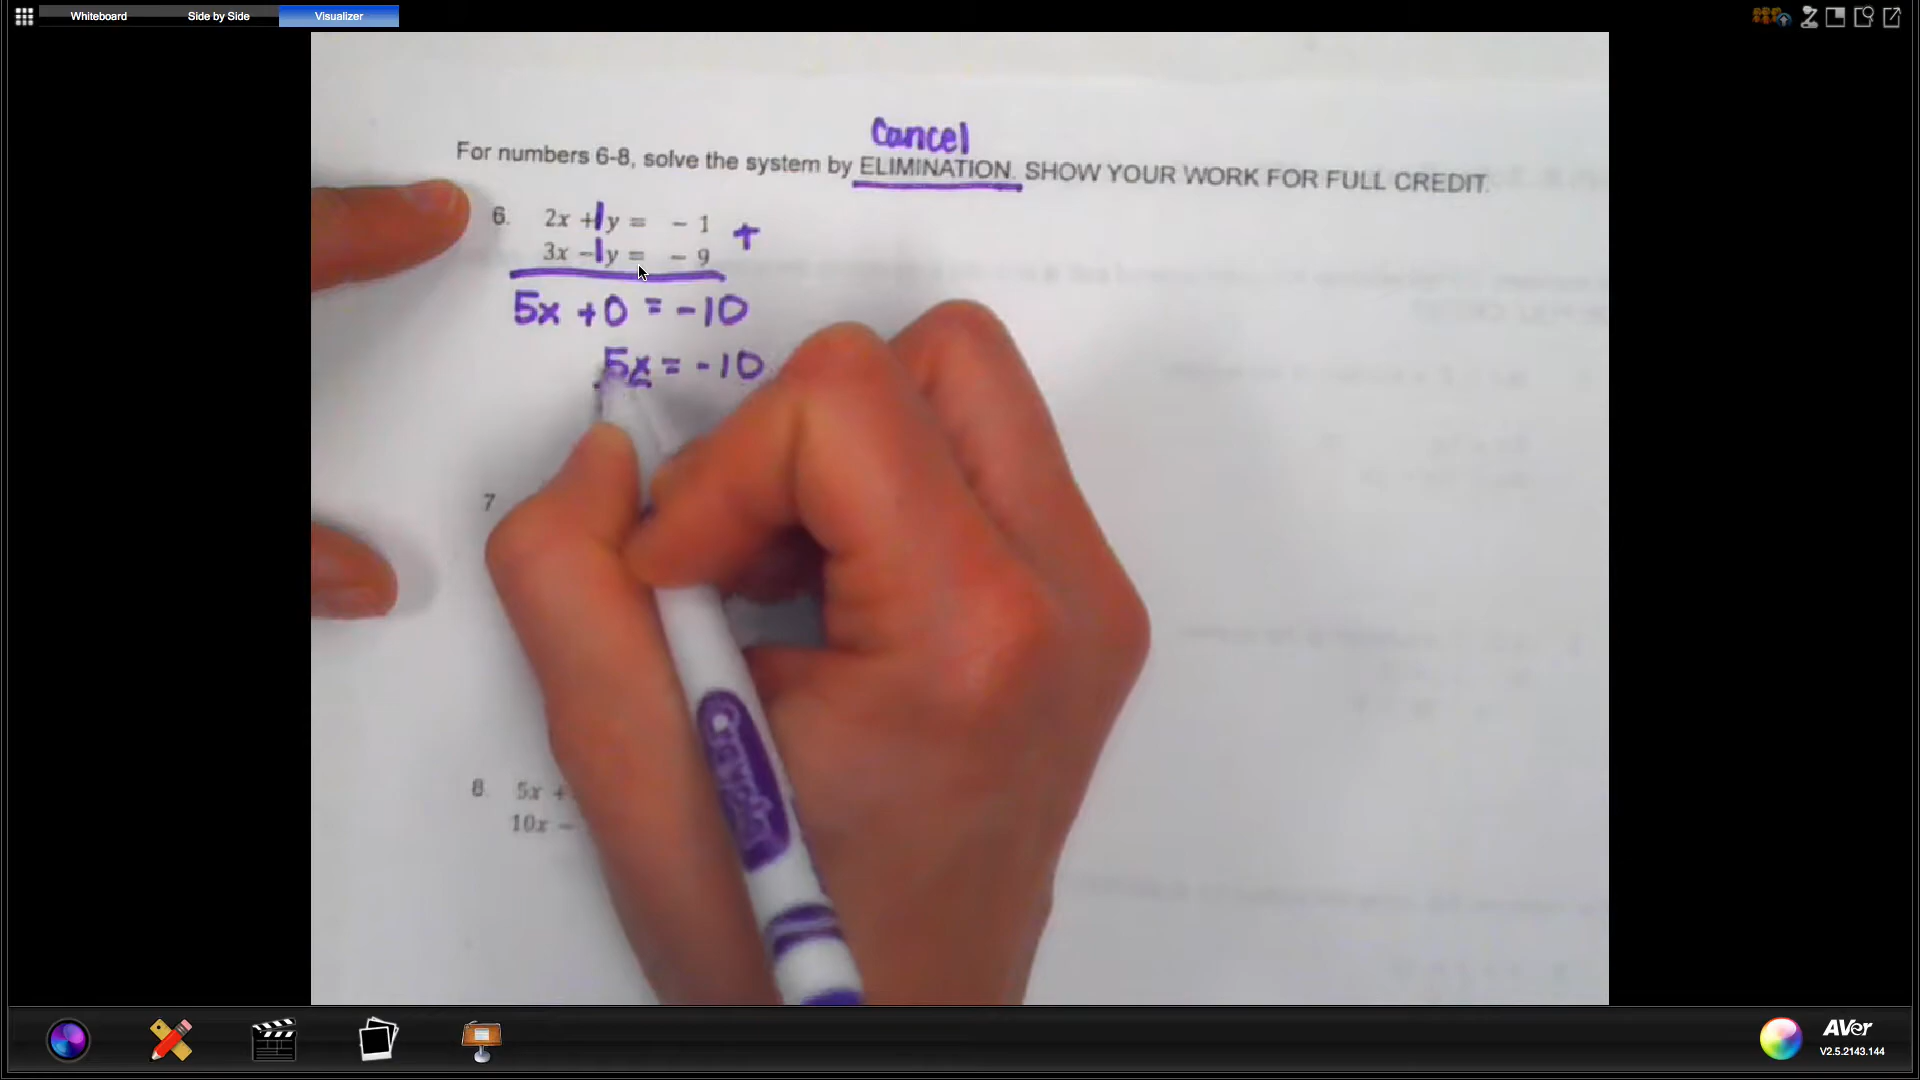 Whiteboard Side by Side Visualizer
Cancel
For numbers 6-8, solve the system by ELIMINATION. SHOW YOUR WORK FOR FULL CREDIT.
6. 2x + 1y = - 1 +
3x - 1y = - 9
5x + 0 = -10
5x = -10
7
8. 5x +
10x -
Crayola
AVer
V2.5.2143.144